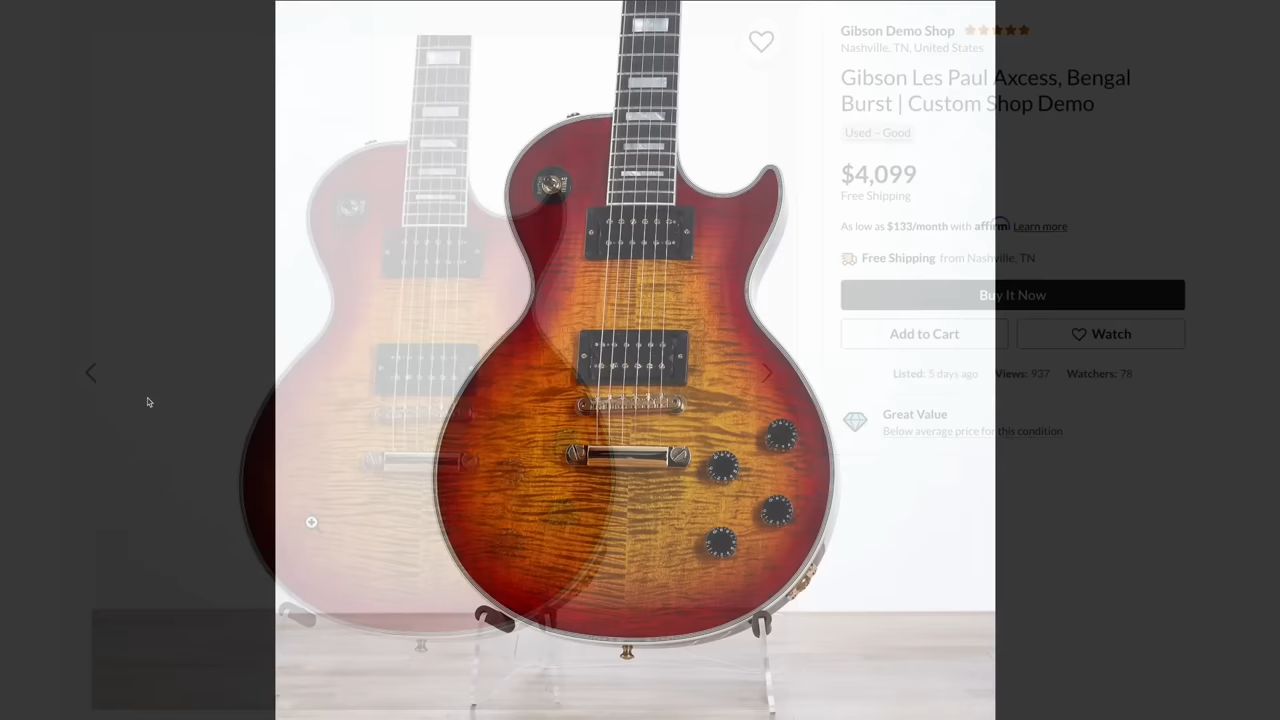 Gibson Demo Shop
Nashville, TN, United States
Gibson Les Paul Axcess, Bengal
Burst | Custom Shop Demo
Used - Good
$4,099
Free Shipping
As low as $133/month with affirm Learn more
Free Shipping from Nashville, TN
Buy It Now
Add to Cart
Watch
Listed: 5 days ago Views: 937 Watchers: 78
Great Value
Below average price for this condition